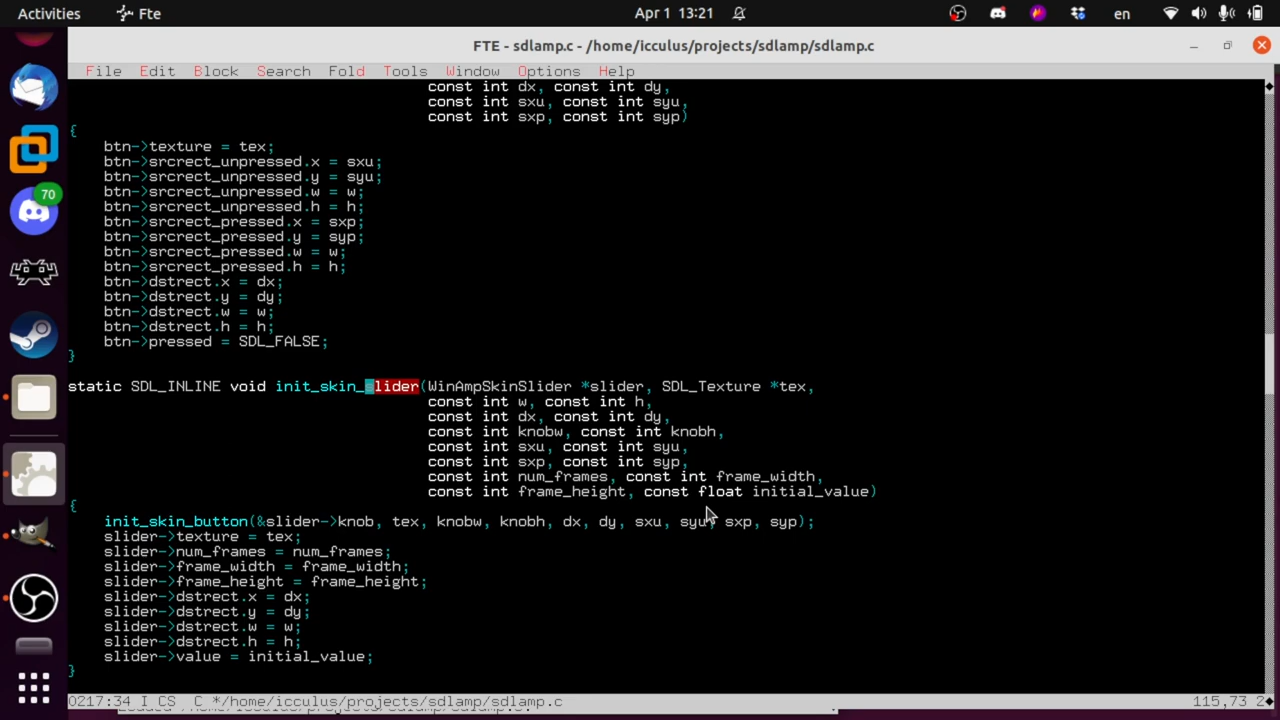 Activities
Fte
Apr 1 13:21
en
FTE - sdlamp.c - /home/icculus/projects/sdlamp/sdlamp.c
File Edit Block Search Fold Tools Window Options Help
const int dx, const int dy,
const int sxu, const int syu,
const int sxp, const int syp)
{
btn->texture = tex;
btn->srcrect_unpressed.x = sxu;
btn->srcrect_unpressed.y = syu;
btn->srcrect_unpressed.w = w;
btn->srcrect_unpressed.h = h;
btn->srcrect_pressed.x = sxp;
btn->srcrect_pressed.y = syp;
btn->srcrect_pressed.w = w;
btn->srcrect_pressed.h = h;
btn->dstrect.x = dx;
btn->dstrect.y = dy;
btn->dstrect.w = w;
btn->dstrect.h = h;
btn->pressed = SDL_FALSE;
}
static SDL_INLINE void init_skin_slider(WinAmpSkinSlider *slider, SDL_Texture *tex,
const int w, const int h,
const int dx, const int dy,
const int knobw, const int knobh,
const int sxu, const int syu,
const int sxp, const int syp,
const int num_frames, const int frame_width,
const int frame_height, const float initial_value)
{
init_skin_button(&slider->knob, tex, knobw, knobh, dx, dy, sxu, syu, sxp, syp);
slider->texture = tex;
slider->num_frames = num_frames;
slider->frame_width = frame_width;
slider->frame_height = frame_height;
slider->dstrect.x = dx;
slider->dstrect.y = dy;
slider->dstrect.w = w;
slider->dstrect.h = h;
slider->value = initial_value;
}
0217:34 I CS C */home/icculus/projects/sdlamp/sdlamp.c
115,73 2
70